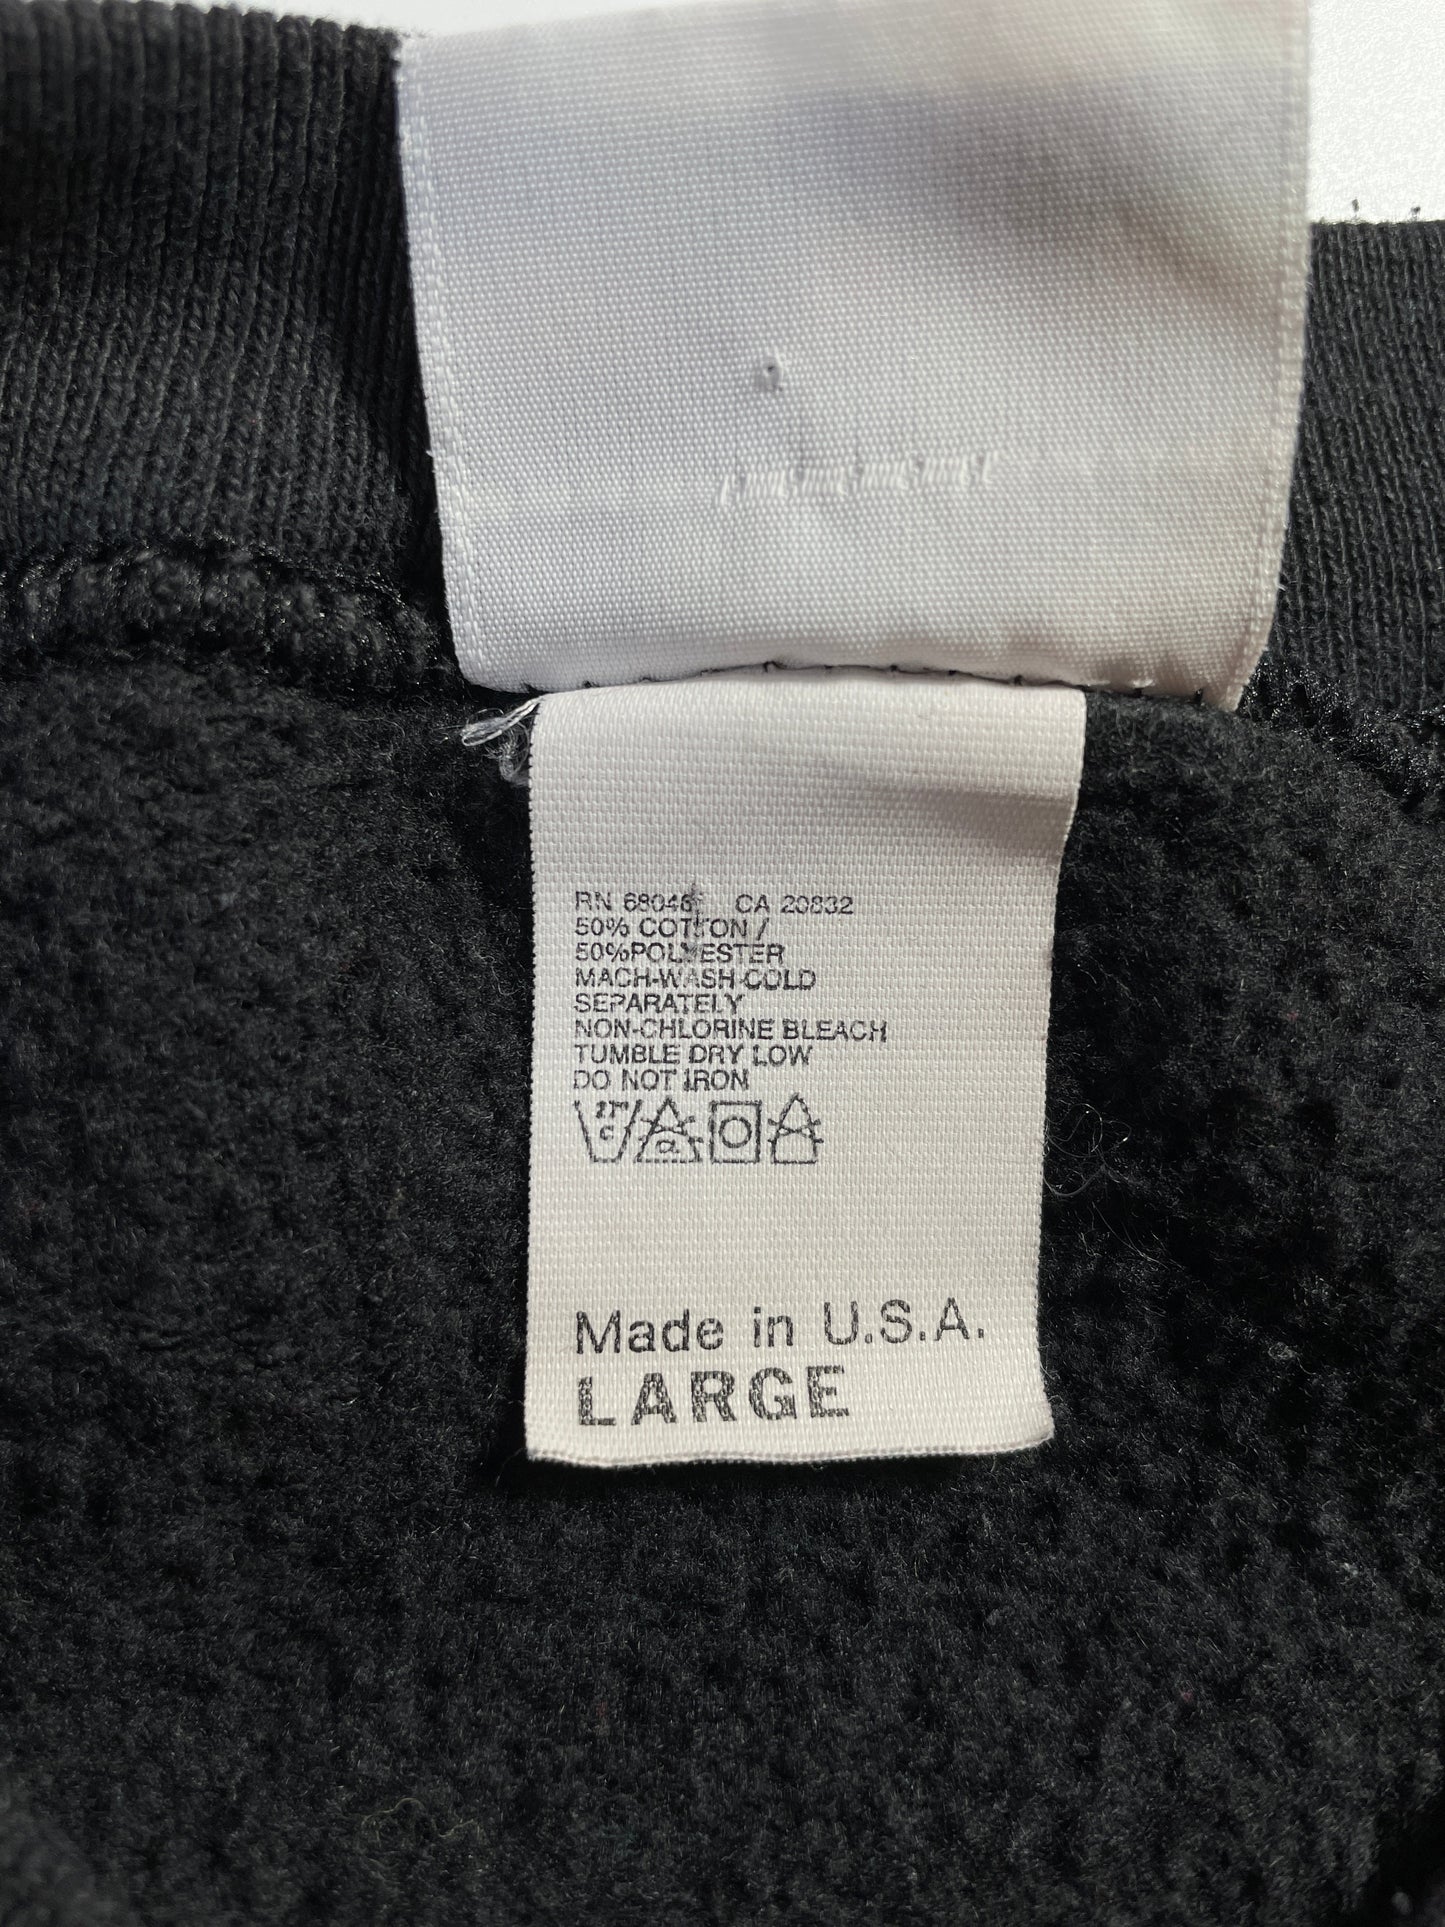 RN 68046 CA 20832
50% COTTON /
50%POLYESTER
MACH-WASH-COLD
SEPARATELY
NON-CHLORINE BLEACH
TUMBLE DRY LOW
DO NOT IRON
Made in U.S.A.
LARGE